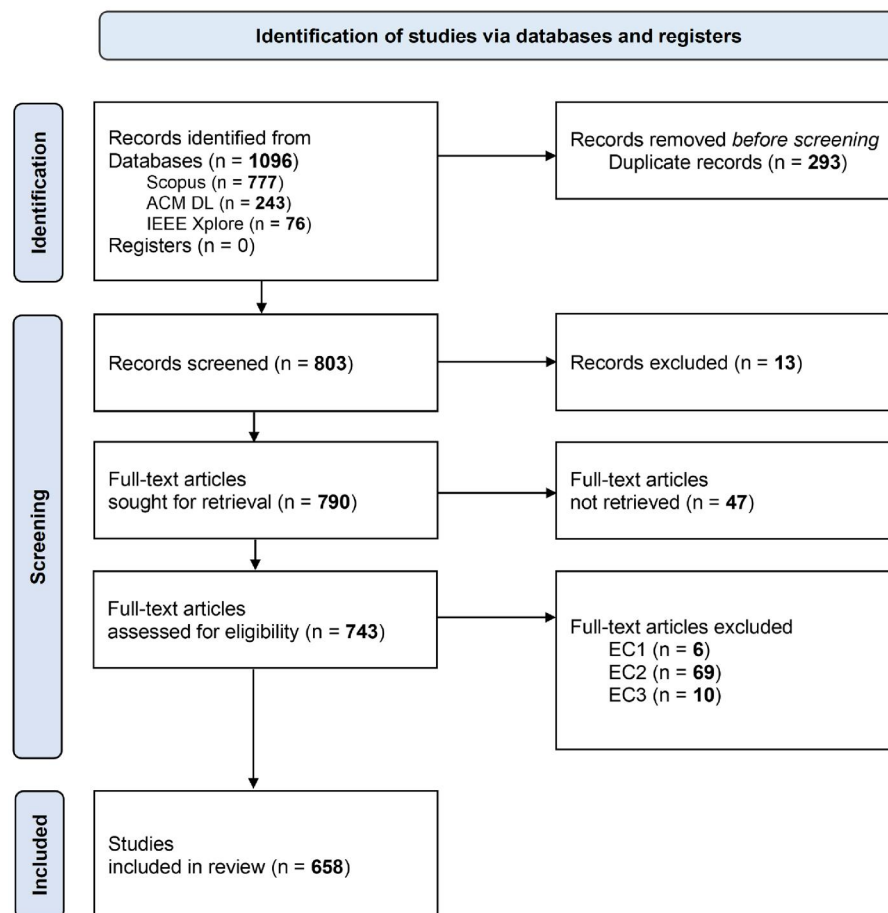 Identification of studies via databases and registers
Identification
Records identified from
Databases (n = 1096)
Scopus (n = 777)
ACM DL (n = 243)
IEEE Xplore (n = 76)
Registers (n = 0)
Records removed before screening
Duplicate records (n = 293)
Screening
Records screened (n = 803)
Records excluded (n = 13)
Full-text articles
sought for retrieval (n = 790)
Full-text articles
not retrieved (n = 47)
Full-text articles
assessed for eligibility (n = 743)
Full-text articles excluded
EC1 (n = 6)
EC2 (n = 69)
EC3 (n = 10)
Included
Studies
included in review (n = 658)